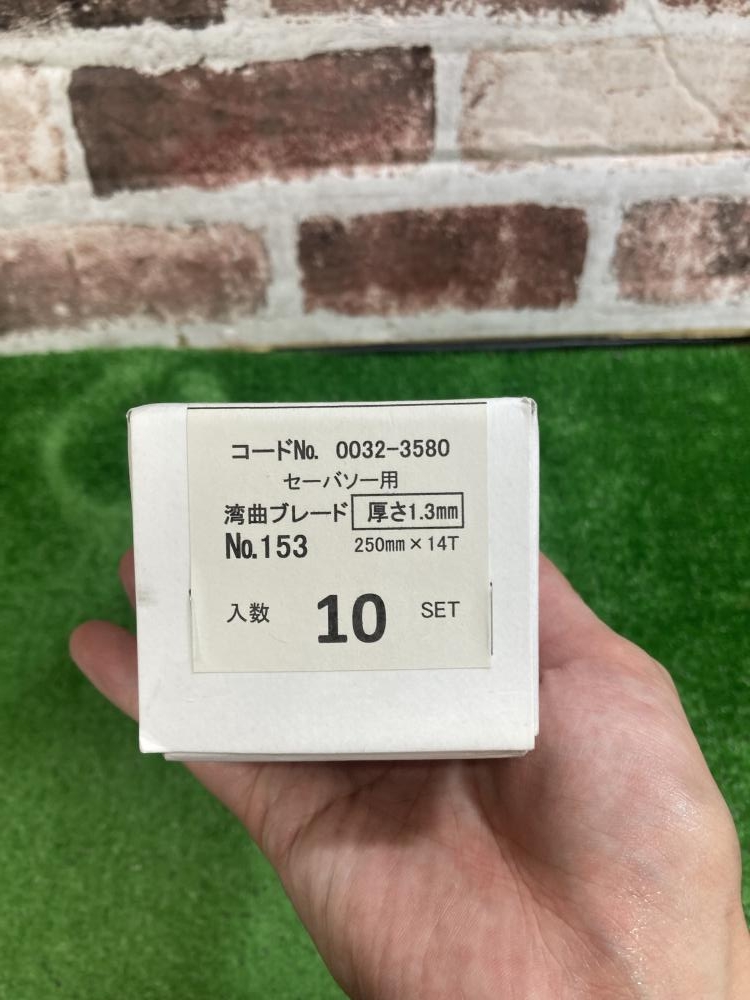 コードNo. 0032-3580
セーバソー用
湾曲ブレード 厚さ1.3mm
No.153 250mm×14T
入数 10 SET